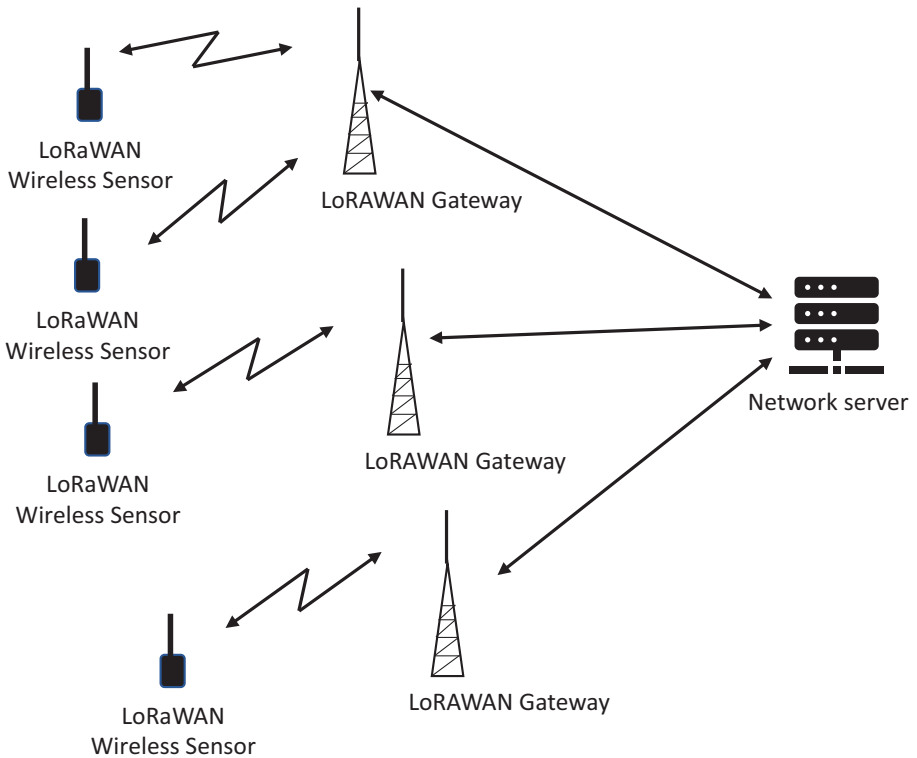 LoRaWAN
Wireless Sensor
LoRAWAN Gateway
LoRaWAN
Wireless Sensor
Network server
LoRAWAN Gateway
LoRaWAN
Wireless Sensor
LoRAWAN Gateway
LoRaWAN
Wireless Sensor